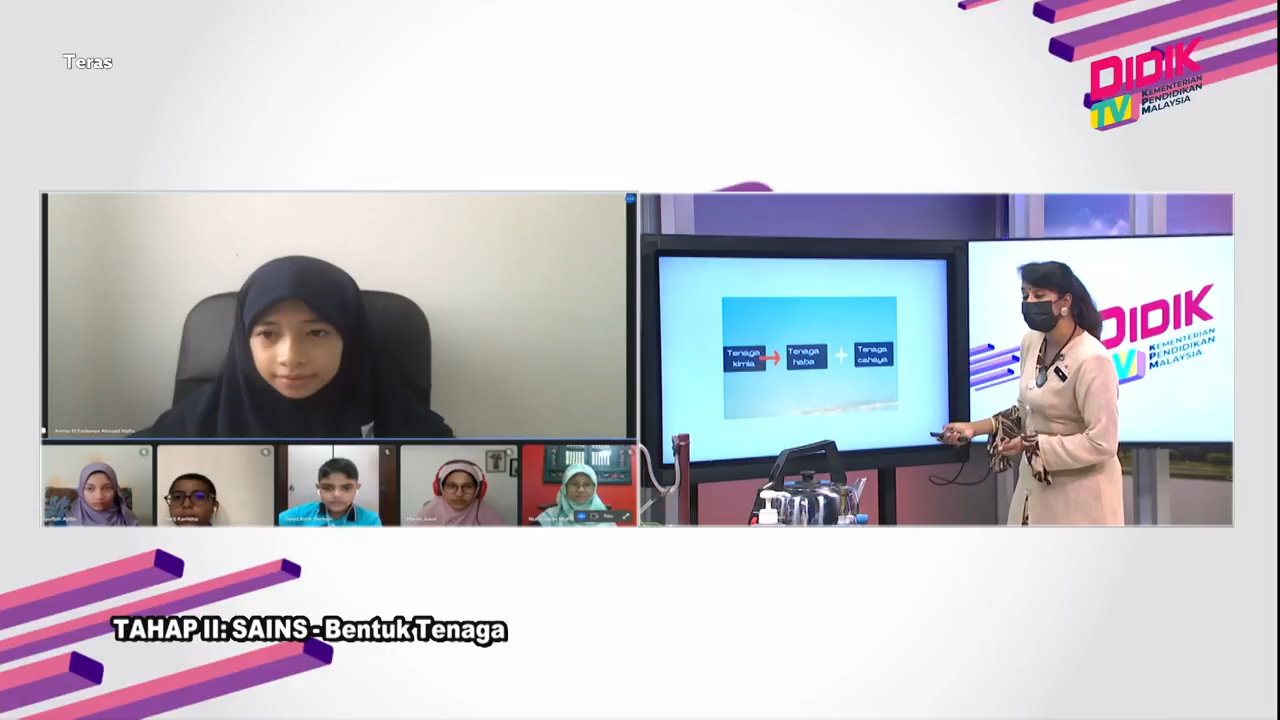 Teras
DIDIK
TV
KEMENTERIAN
PENDIDIKAN
MALAYSIA
Tenaga
kimia
Tenaga
haba
+
Tenaga
cahaya
DIDIK
KEMENTERIAN
PENDIDIKAN
MALAYSIA
TAHAP II: SAINS - Bentuk Tenaga